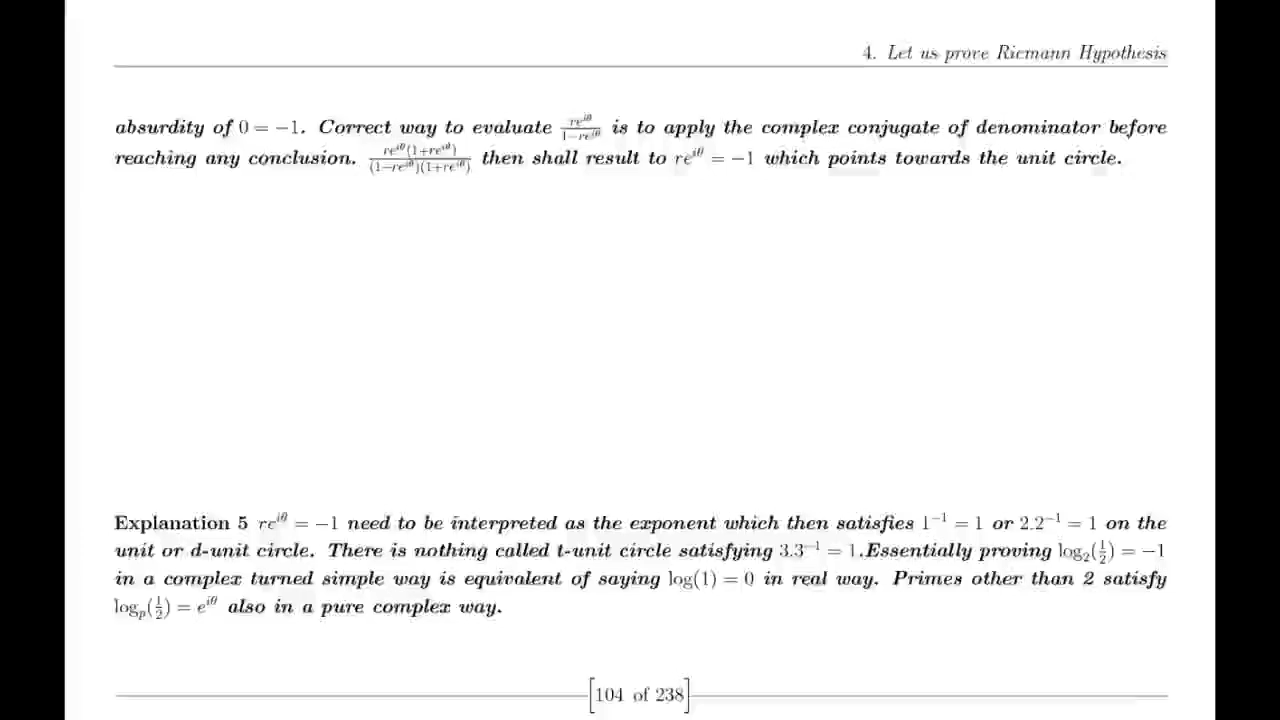 4. Let us prove Riemann Hypothesis
absurdity of 0 = −1. Correct way to evaluate re^{iθ}/(1−re^{iθ}) is to apply the complex conjugate of denominator before
reaching any conclusion. re^{iθ}(1+re^{iθ})/((1−re^{iθ})(1+re^{iθ})) then shall result to re^{iθ} = −1 which points towards the unit circle.
Explanation 5 re^{iθ} = −1 need to be interpreted as the exponent which then satisfies 1^{−1} = 1 or 2.2^{−1} = 1 on the
unit or d-unit circle. There is nothing called t-unit circle satisfying 3.3^{−1} = 1.Essentially proving log_2(1/2) = −1
in a complex turned simple way is equivalent of saying log(1) = 0 in real way. Primes other than 2 satisfy
log_p(1/2) = e^{iθ} also in a pure complex way.
[104 of 238]